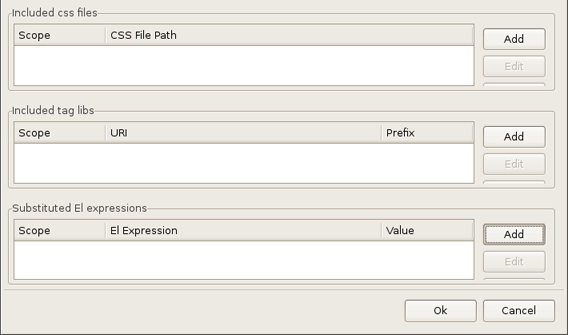 Included css files
Scope CSS File Path
Add
Edit
Included tag libs
Scope URI Prefix
Add
Edit
Substituted El expressions
Scope El Expression Value
Add
Edit
Ok Cancel